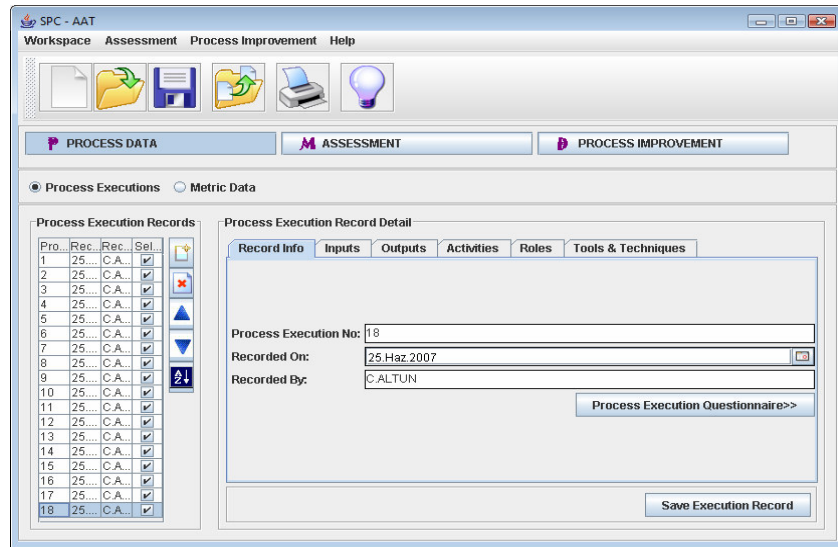 SPC - AAT
Workspace Assessment Process Improvement Help
P PROCESS DATA M ASSESSMENT D PROCESS IMPROVEMENT
Process Executions Metric Data
Process Execution Records
Pro... Rec... Rec... Sel...
1 25.... C.A...
2 25.... C.A...
3 25.... C.A...
4 25.... C.A...
5 25.... C.A...
6 25.... C.A...
7 25.... C.A...
8 25.... C.A...
9 25.... C.A...
10 25.... C.A...
11 25.... C.A...
12 25.... C.A...
13 25.... C.A...
14 25.... C.A...
15 25.... C.A...
16 25.... C.A...
17 25.... C.A...
18 25.... C.A...
A
Z
Process Execution Record Detail
Record Info Inputs Outputs Activities Roles Tools & Techniques
Process Execution No: 18
Recorded On: 25.Haz.2007
Recorded By: C.ALTUN
Process Execution Questionnaire>>
Save Execution Record